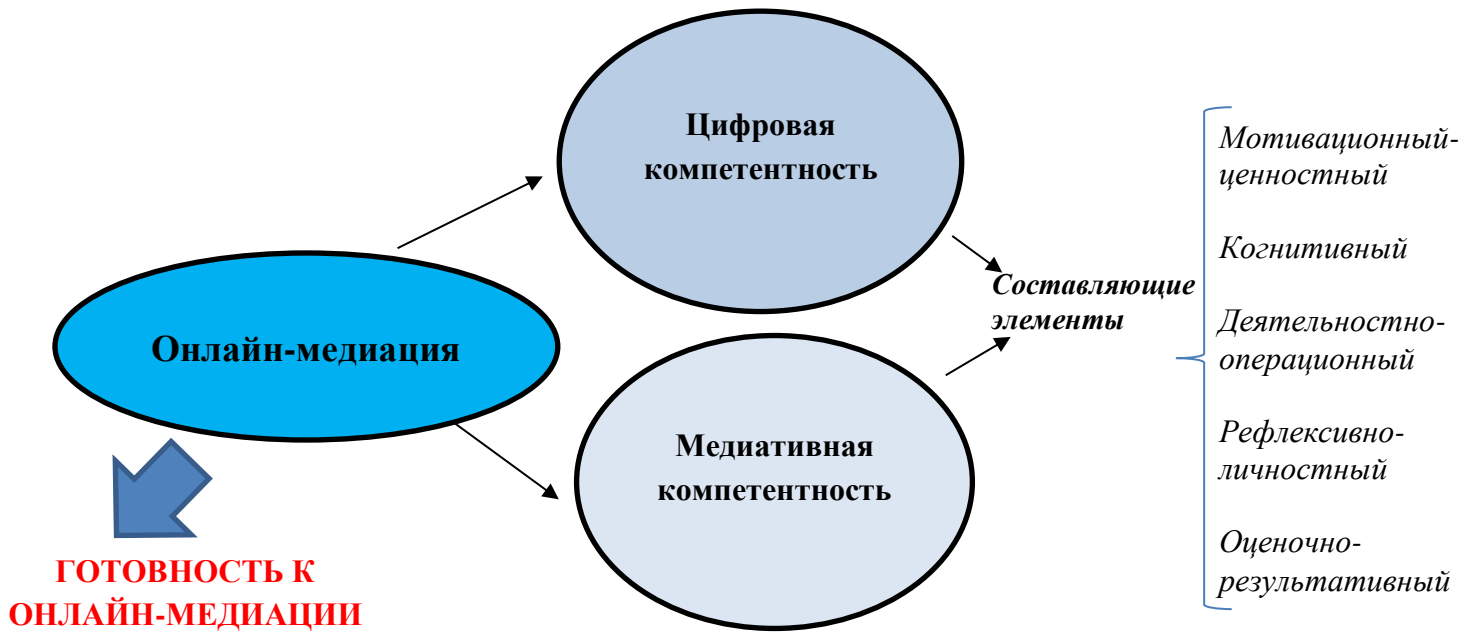 Цифровая
компетентность
Онлайн-медиация
Медиативная
компетентность
Составляющие
элементы
Мотивационный-
ценностный
Когнитивный
Деятельностно-
операционный
Рефлексивно-
личностный
Оценочно-
результативный
ГОТОВНОСТЬ К
ОНЛАЙН-МЕДИАЦИИ